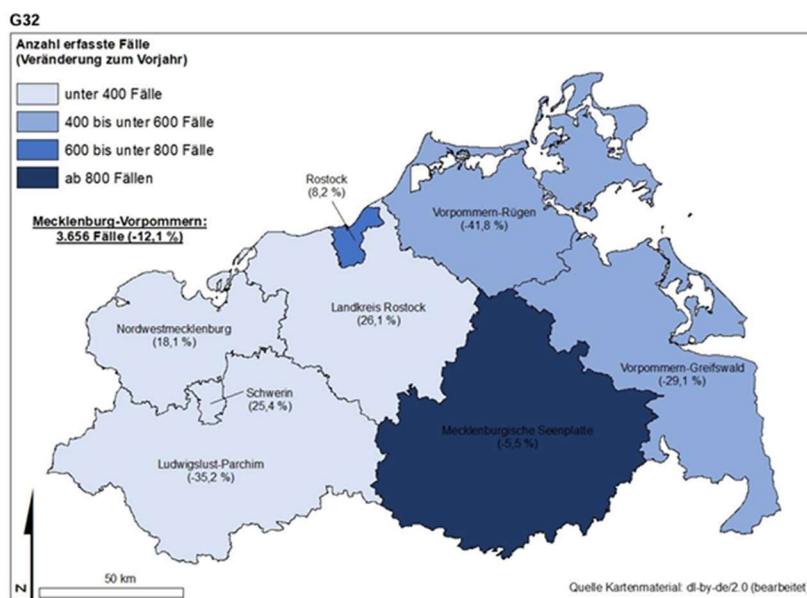 G32
Anzahl erfasste Fälle
(Veränderung zum Vorjahr)
unter 400 Fälle
400 bis unter 600 Fälle
600 bis unter 800 Fälle
ab 800 Fällen
Mecklenburg-Vorpommern:
3.656 Fälle (-12,1 %)
Rostock
(8,2 %)
Vorpommern-Rügen
(-41,8 %)
Landkreis Rostock
(26,1 %)
Nordwestmecklenburg
(18,1 %)
Schwerin
(25,4 %)
Vorpommern-Greifswald
(-29,1 %)
Mecklenburgische Seenplatte
(-5,5 %)
Ludwigslust-Parchim
(-35,2 %)
N
50 km
Quelle Kartenmaterial: dl-by-de/2.0 (bearbeitet)